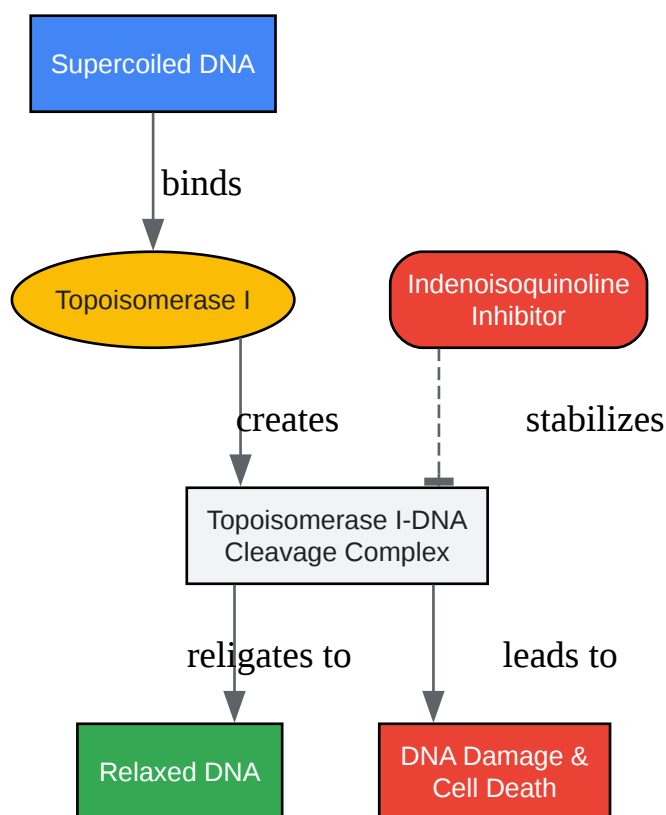 Supercoiled DNA
binds
Topoisomerase I
Indenoisoquinoline
Inhibitor
creates
stabilizes
Topoisomerase I-DNA
Cleavage Complex
religates to
leads to
Relaxed DNA
DNA Damage &
Cell Death